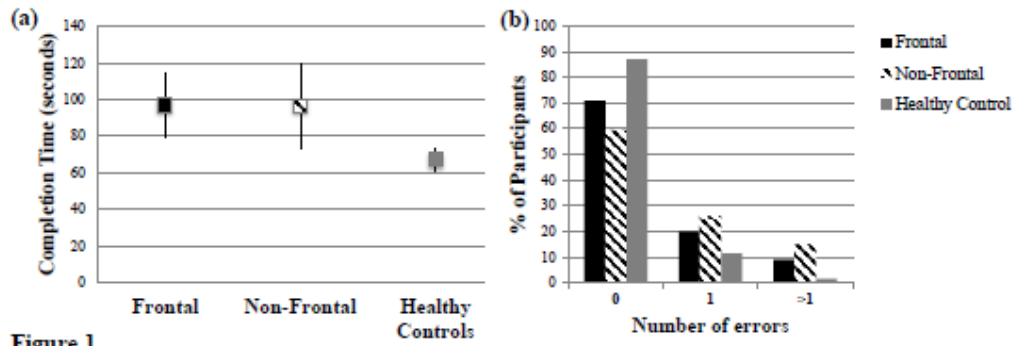 (a)
Completion Time (seconds)
140
120
100
80
60
40
20
0
Frontal
Non-Frontal
Healthy
Controls
(b)
% of Participants
100
90
80
70
60
50
40
30
20
10
0
0
1
>1
Number of errors
Frontal
Non-Frontal
Healthy Control
Figure 1